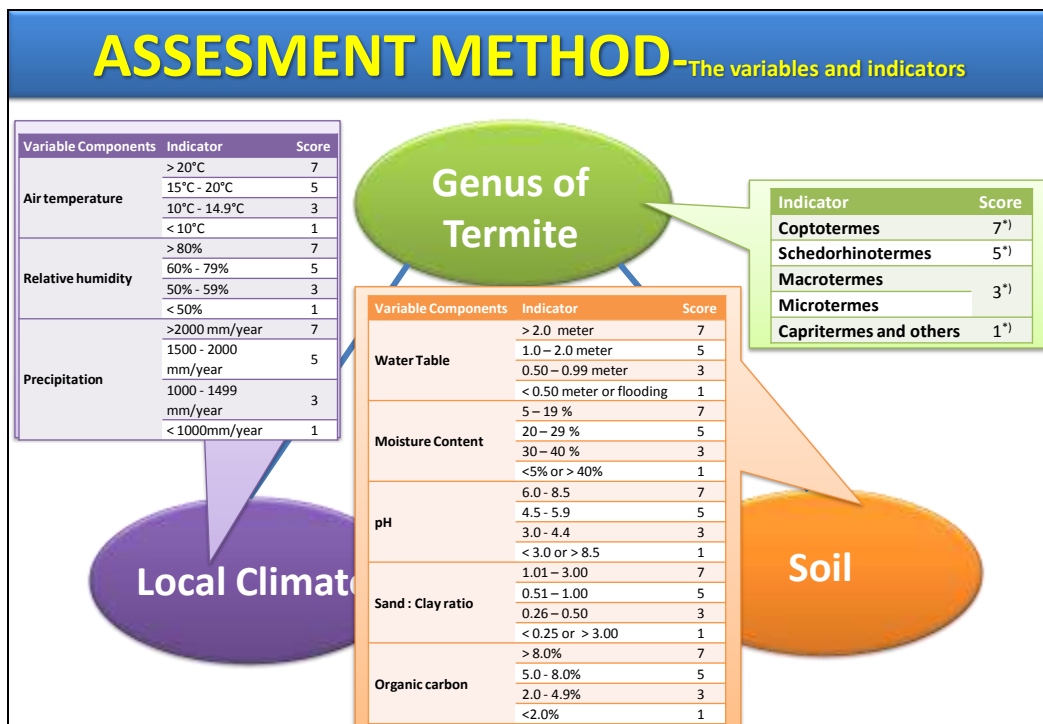 ASSESMENT METHOD-The variables and indicators
Variable Components Indicator Score
Air temperature
> 20°C 7
15°C - 20°C 5
10°C - 14.9°C 3
< 10°C 1
Relative humidity
> 80% 7
60% - 79% 5
50% - 59% 3
< 50% 1
Precipitation
>2000 mm/year 7
1500 - 2000
mm/year 5
1000 - 1499
mm/year 3
< 1000mm/year 1
Genus of
Termite
Indicator Score
Coptotermes 7*)
Schedorhinotermes 5*)
Macrotermes
Microtermes 3*)
Capritermes and others 1*)
Variable Components Indicator Score
Water Table
> 2.0 meter 7
1.0 – 2.0 meter 5
0.50 – 0.99 meter 3
< 0.50 meter or flooding 1
Moisture Content
5 – 19 % 7
20 – 29 % 5
30 – 40 % 3
<5% or > 40% 1
pH
6.0 - 8.5 7
4.5 - 5.9 5
3.0 - 4.4 3
< 3.0 or > 8.5 1
Sand : Clay ratio
1.01 – 3.00 7
0.51 – 1.00 5
0.26 – 0.50 3
< 0.25 or > 3.00 1
Organic carbon
> 8.0% 7
5.0 - 8.0% 5
2.0 - 4.9% 3
<2.0% 1
Local Climate
Soil